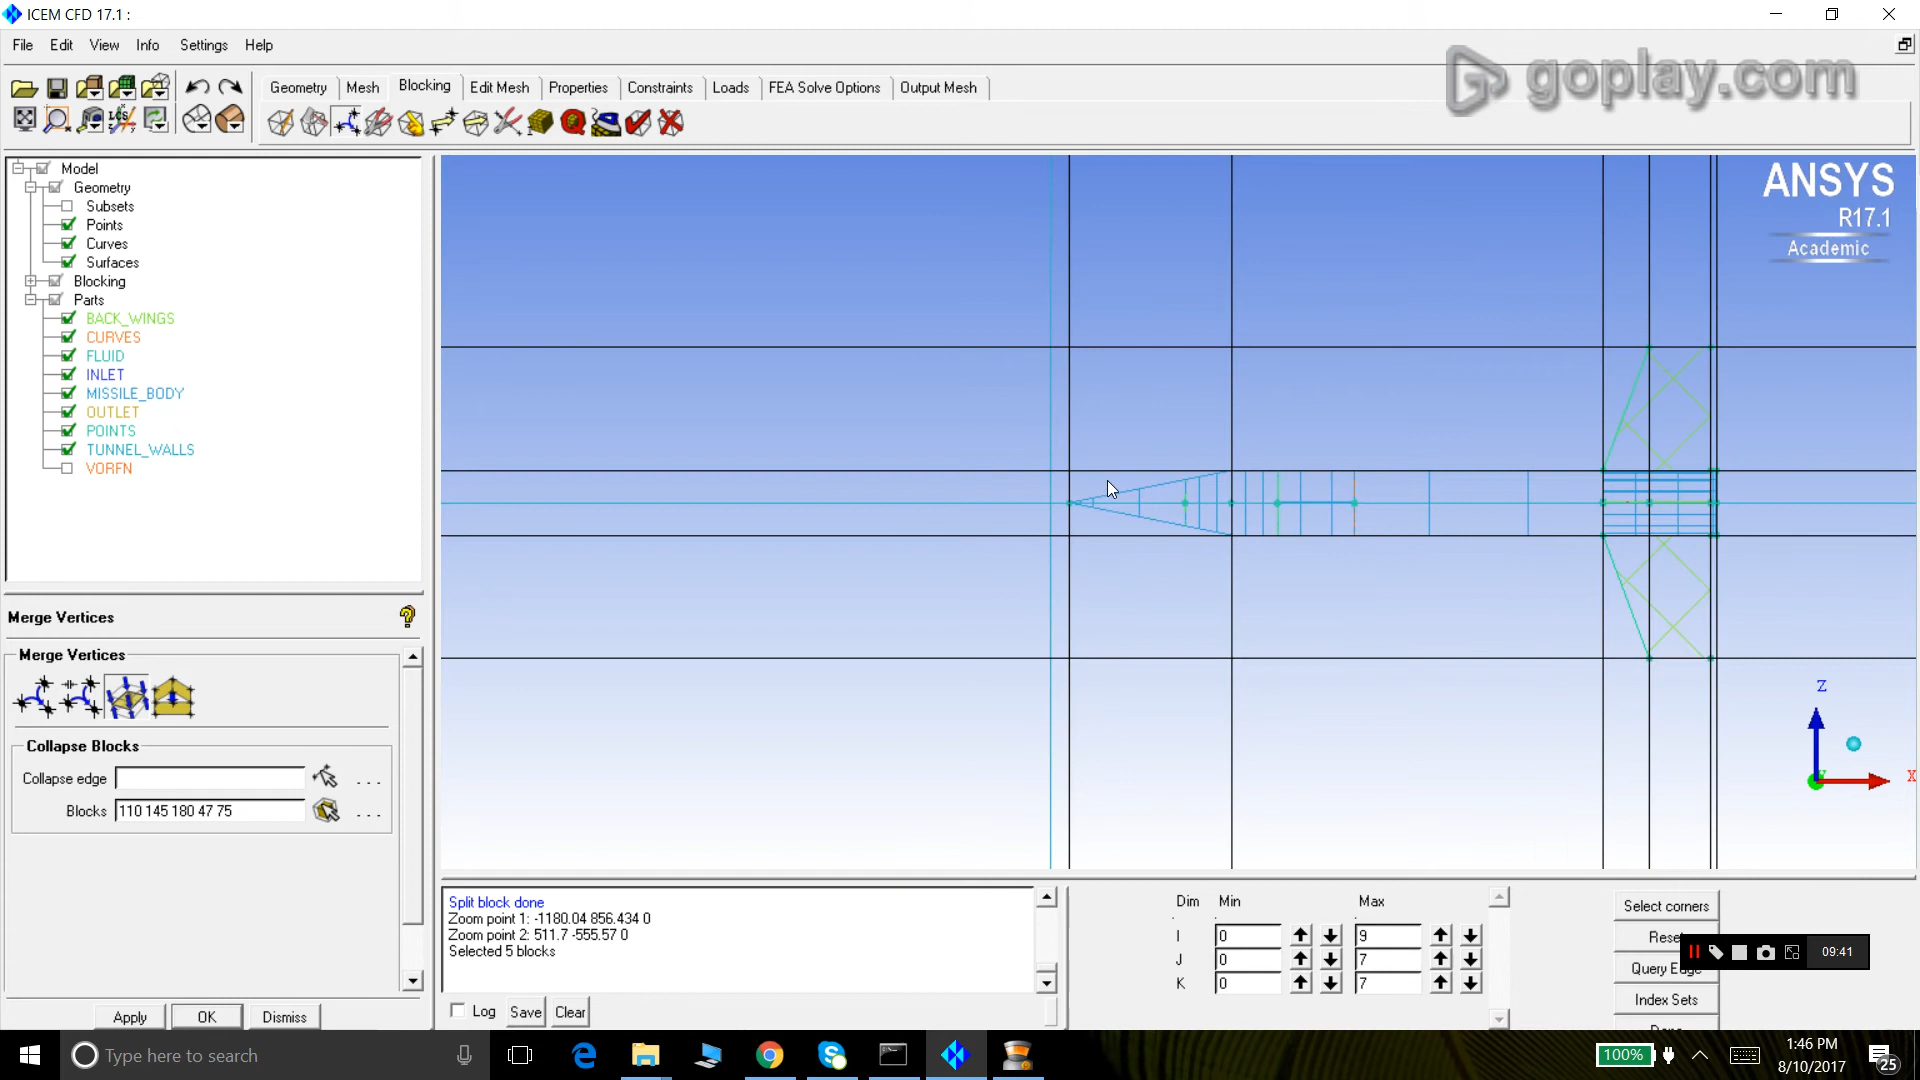 ICEM CFD 17.1 :
File Edit View Info Settings Help
goplay.com
Geometry Mesh Blocking Edit Mesh Properties Constraints Loads FEA Solve Options Output Mesh
LCS
Model
Geometry
Subsets
Points
Curves
Surfaces
Blocking
Parts
BACK_WINGS
CURVES
FLUID
INLET
MISSILE_BODY
OUTLET
POINTS
TUNNEL_WALLS
VORFN
ANSYS
R17.1
Academic
Z
X
Merge Vertices
Merge Vertices
Collapse Blocks
Collapse edge
Blocks 110 145 180 47 75
Apply OK Dismiss
Split block done
Zoom point 1: -1180.04 856.434 0
Zoom point 2: 511.7 -555.57 0
Selected 5 blocks
Log Save Clear
Dim Min Max
I 0 9
J 0 7
K 0 7
Select corners
Reset
Query Edge
Index Sets
09:41
Type here to search
100%
1:46 PM
8/10/2017
25